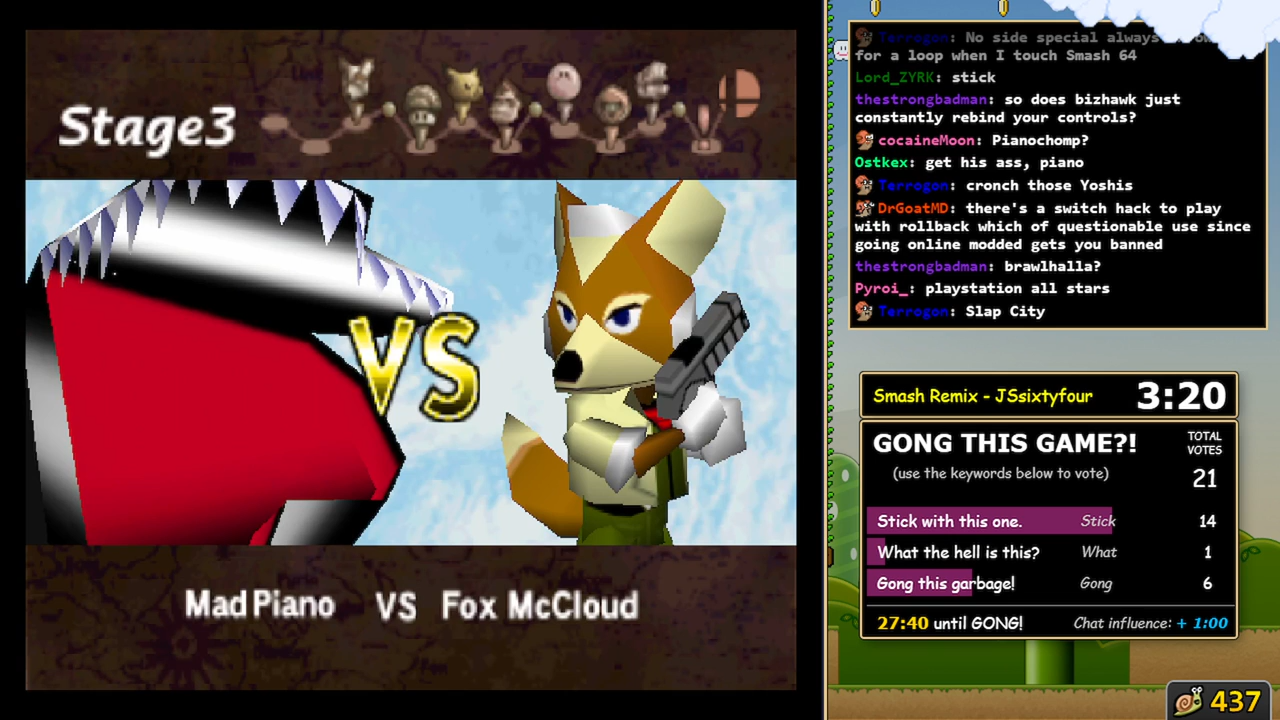 Stage3
VS
Mad Piano VS Fox McCloud
Terrogon: No side special always
for a loop when I touch Smash 64
Lord_ZYRK: stick
thestrongbadman: so does bizhawk just
constantly rebind your controls?
cocaineMoon: Pianochomp?
Ostkex: get his ass, piano
Terrogon: cronch those Yoshis
DrGoatMD: there's a switch hack to play
with rollback which of questionable use since
going online modded gets you banned
thestrongbadman: brawlhalla?
Pyroi_: playstation all stars
Terrogon: Slap City
Smash Remix - JSsixtyfour 3:20
GONG THIS GAME?! TOTAL
VOTES
(use the keywords below to vote) 21
Stick with this one. Stick 14
What the hell is this? What 1
Gong this garbage! Gong 6
27:40 until GONG! Chat influence: + 1:00
437